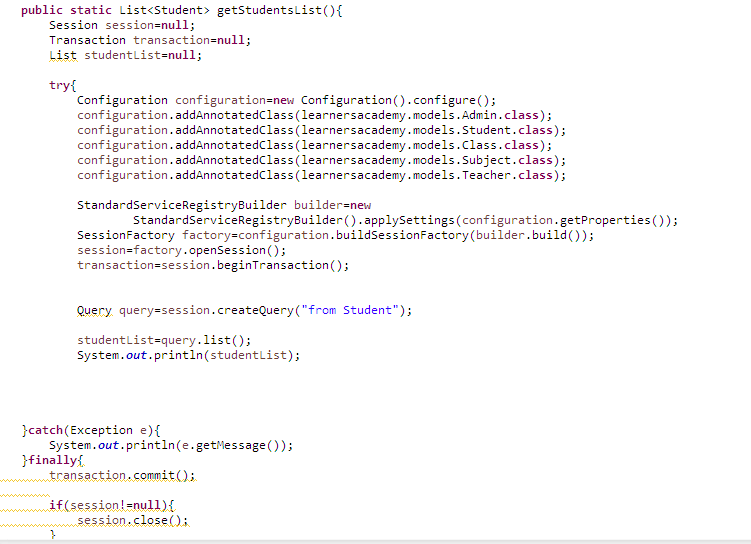 public static List<Student> getStudentsList(){
Session session=null;
Transaction transaction=null;
List studentList=null;
try{
Configuration configuration=new Configuration().configure();
configuration.addAnnotatedClass(learnersacademy.models.Admin.class);
configuration.addAnnotatedClass(learnersacademy.models.Student.class);
configuration.addAnnotatedClass(learnersacademy.models.Class.class);
configuration.addAnnotatedClass(learnersacademy.models.Subject.class);
configuration.addAnnotatedClass(learnersacademy.models.Teacher.class);
StandardServiceRegistryBuilder builder=new
StandardServiceRegistryBuilder().applySettings(configuration.getProperties());
SessionFactory factory=configuration.buildSessionFactory(builder.build());
session=factory.openSession();
transaction=session.beginTransaction();
Query query=session.createQuery("from Student");
studentList=query.list();
System.out.println(studentList);
}catch(Exception e){
System.out.println(e.getMessage());
}finally{
transaction.commit();
if(session!=null){
session.close();
}